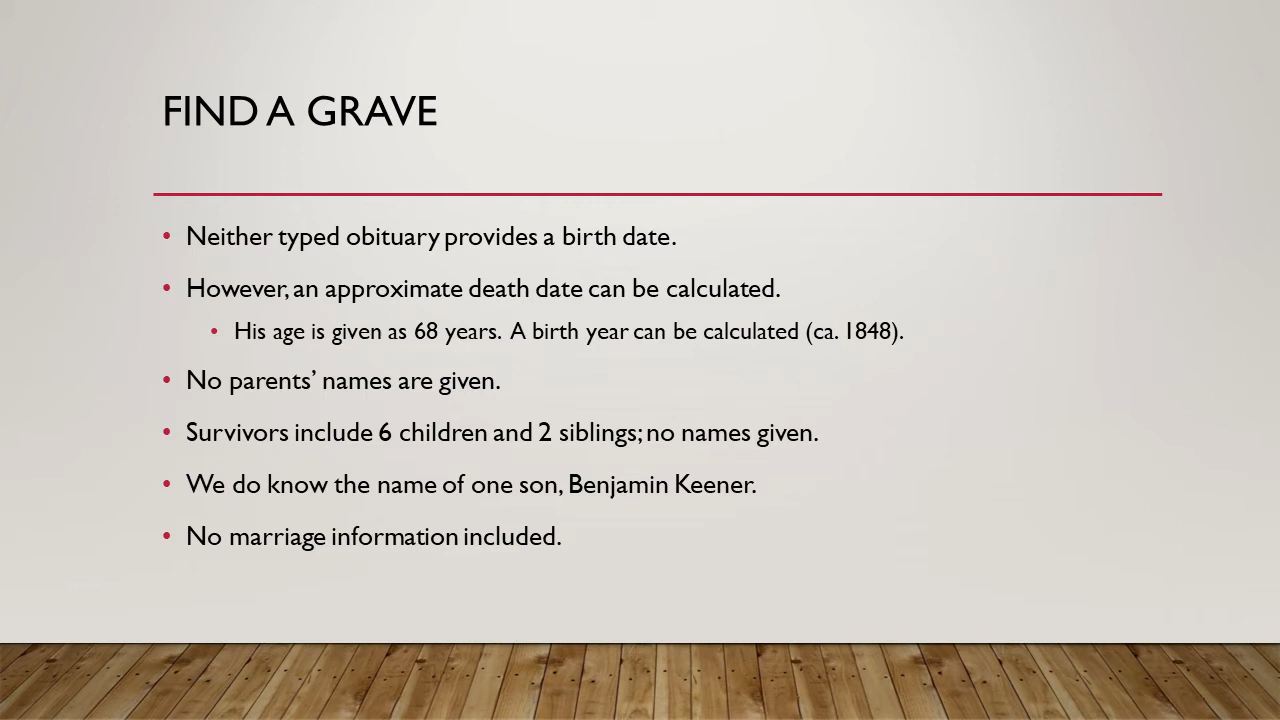 FIND A GRAVE
• Neither typed obituary provides a birth date.
• However, an approximate death date can be calculated.
• His age is given as 68 years. A birth year can be calculated (ca. 1848).
• No parents’ names are given.
• Survivors include 6 children and 2 siblings; no names given.
• We do know the name of one son, Benjamin Keener.
• No marriage information included.